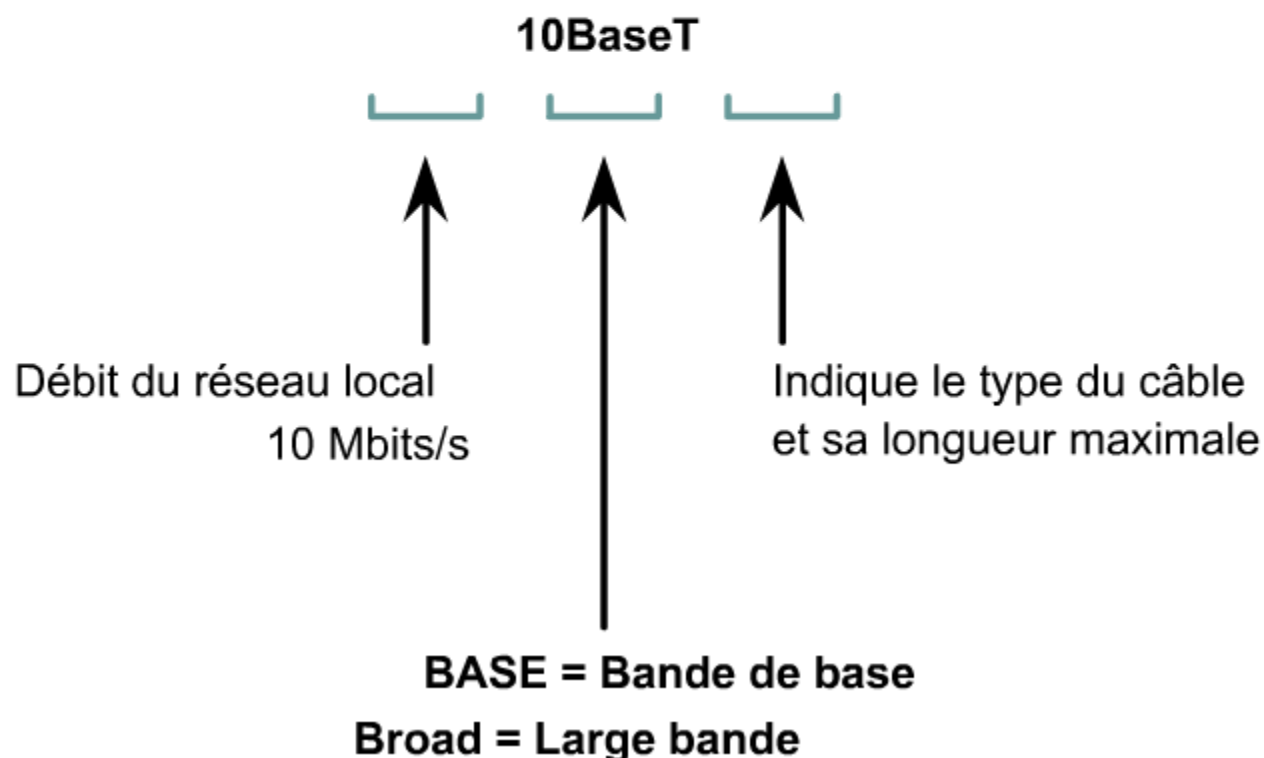 10BaseT
Débit du réseau local
10 Mbits/s
Indique le type du câble
et sa longueur maximale
BASE = Bande de base
Broad = Large bande